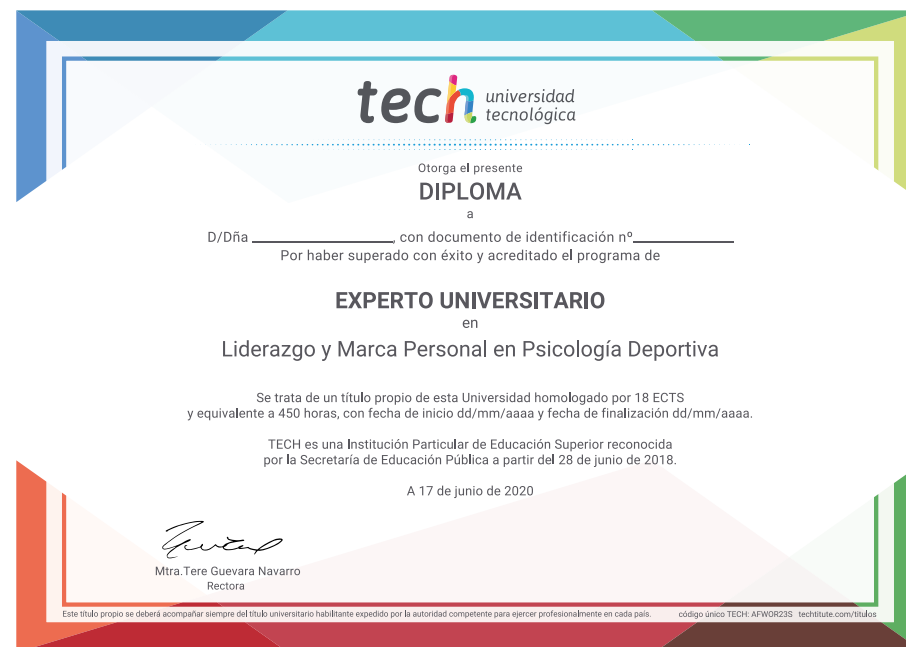 tech universidad
tecnológica
Otorga el presente
DIPLOMA
a
D/Dña ____________________, con documento de identificación nº______________
Por haber superado con éxito y acreditado el programa de
EXPERTO UNIVERSITARIO
en
Liderazgo y Marca Personal en Psicología Deportiva
Se trata de un título propio de esta Universidad homologado por 18 ECTS
y equivalente a 450 horas, con fecha de inicio dd/mm/aaaa y fecha de finalización dd/mm/aaaa.
TECH es una Institución Particular de Educación Superior reconocida
por la Secretaría de Educación Pública a partir del 28 de junio de 2018.
A 17 de junio de 2020
Mtra.Tere Guevara Navarro
Rectora
Este título propio se deberá acompañar siempre del título universitario habilitante expedido por la autoridad competente para ejercer profesionalmente en cada país. código único TECH: AFWOR23S techtitute.com/titulos